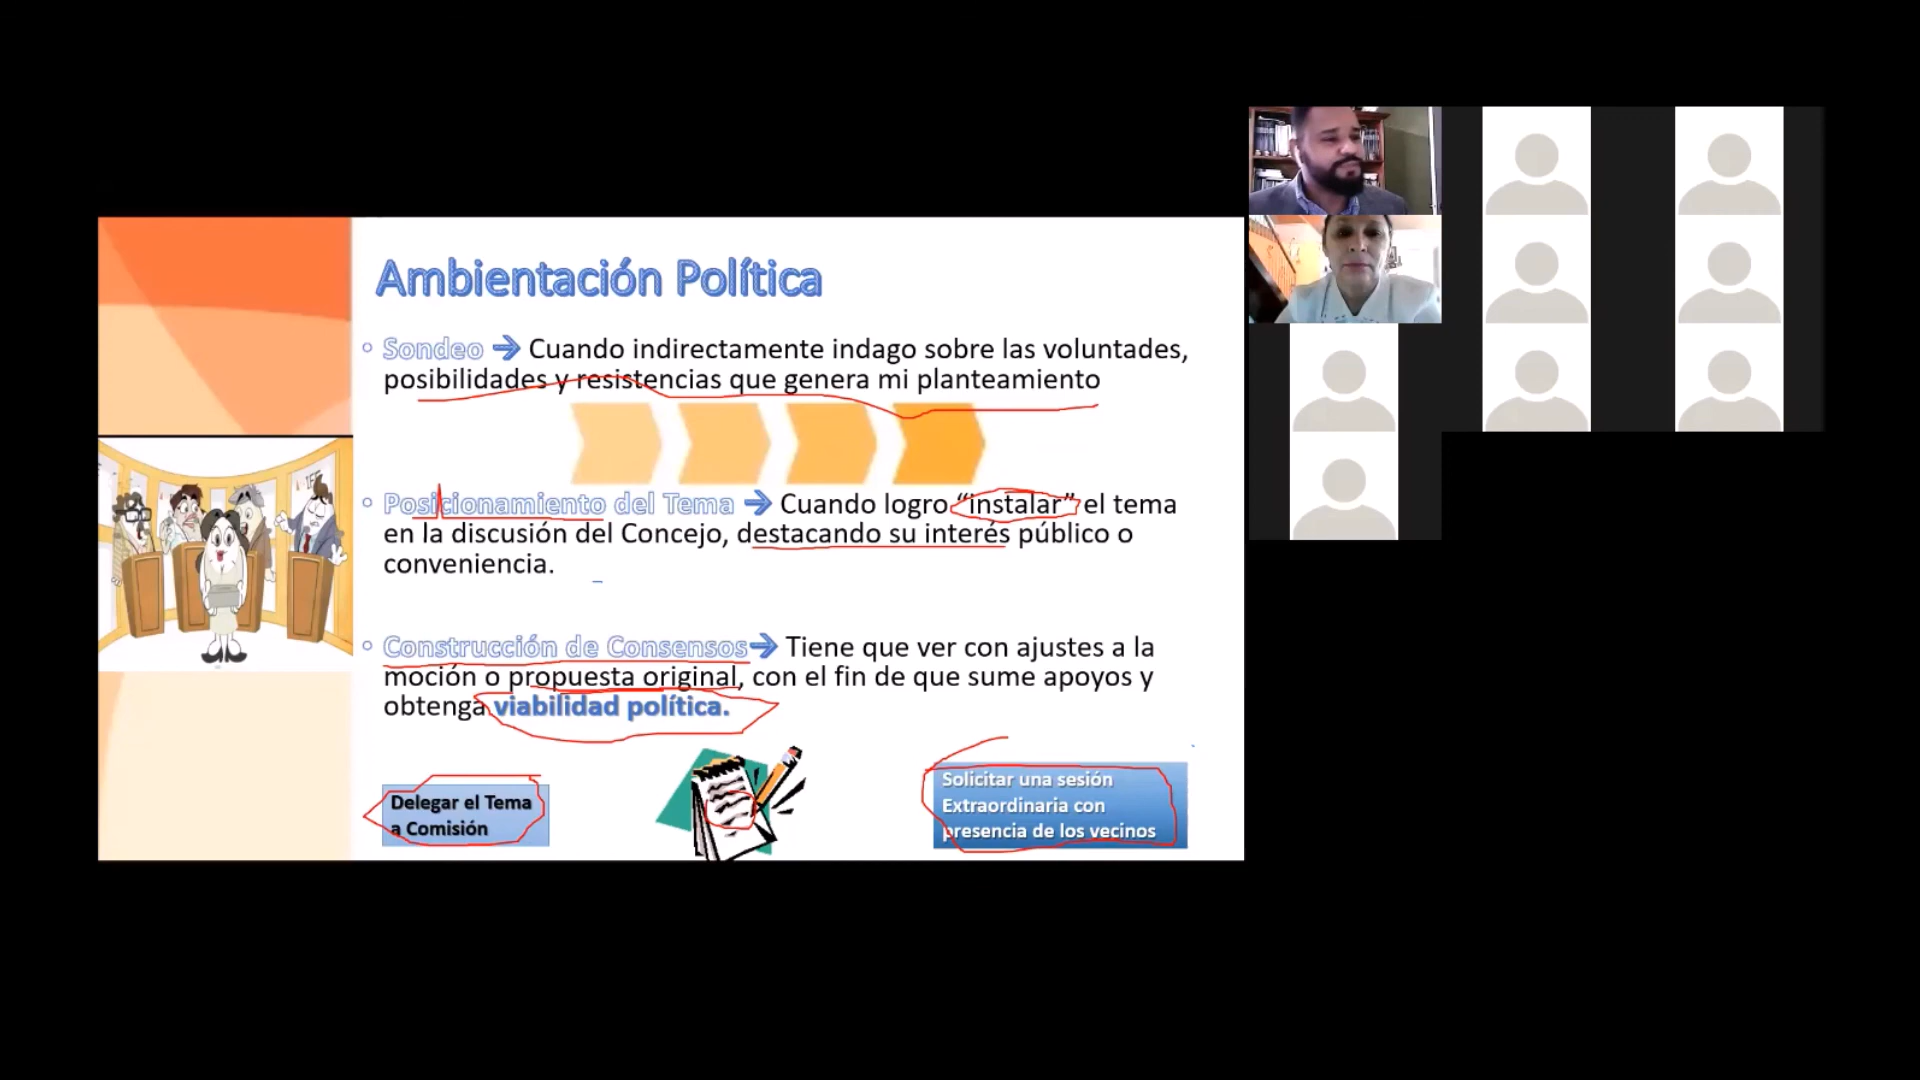 Ambientación Política
Sondeo → Cuando indirectamente indago sobre las voluntades,
posibilidades y resistencias que genera mi planteamiento
Posicionamiento del Tema → Cuando logro “instalar” el tema
en la discusión del Concejo, destacando su interés público o
conveniencia.
Construcción de Consensos→ Tiene que ver con ajustes a la
moción o propuesta original, con el fin de que sume apoyos y
obtenga viabilidad política.
Delegar el Tema
a Comisión
Solicitar una sesión
Extraordinaria con
presencia de los vecinos